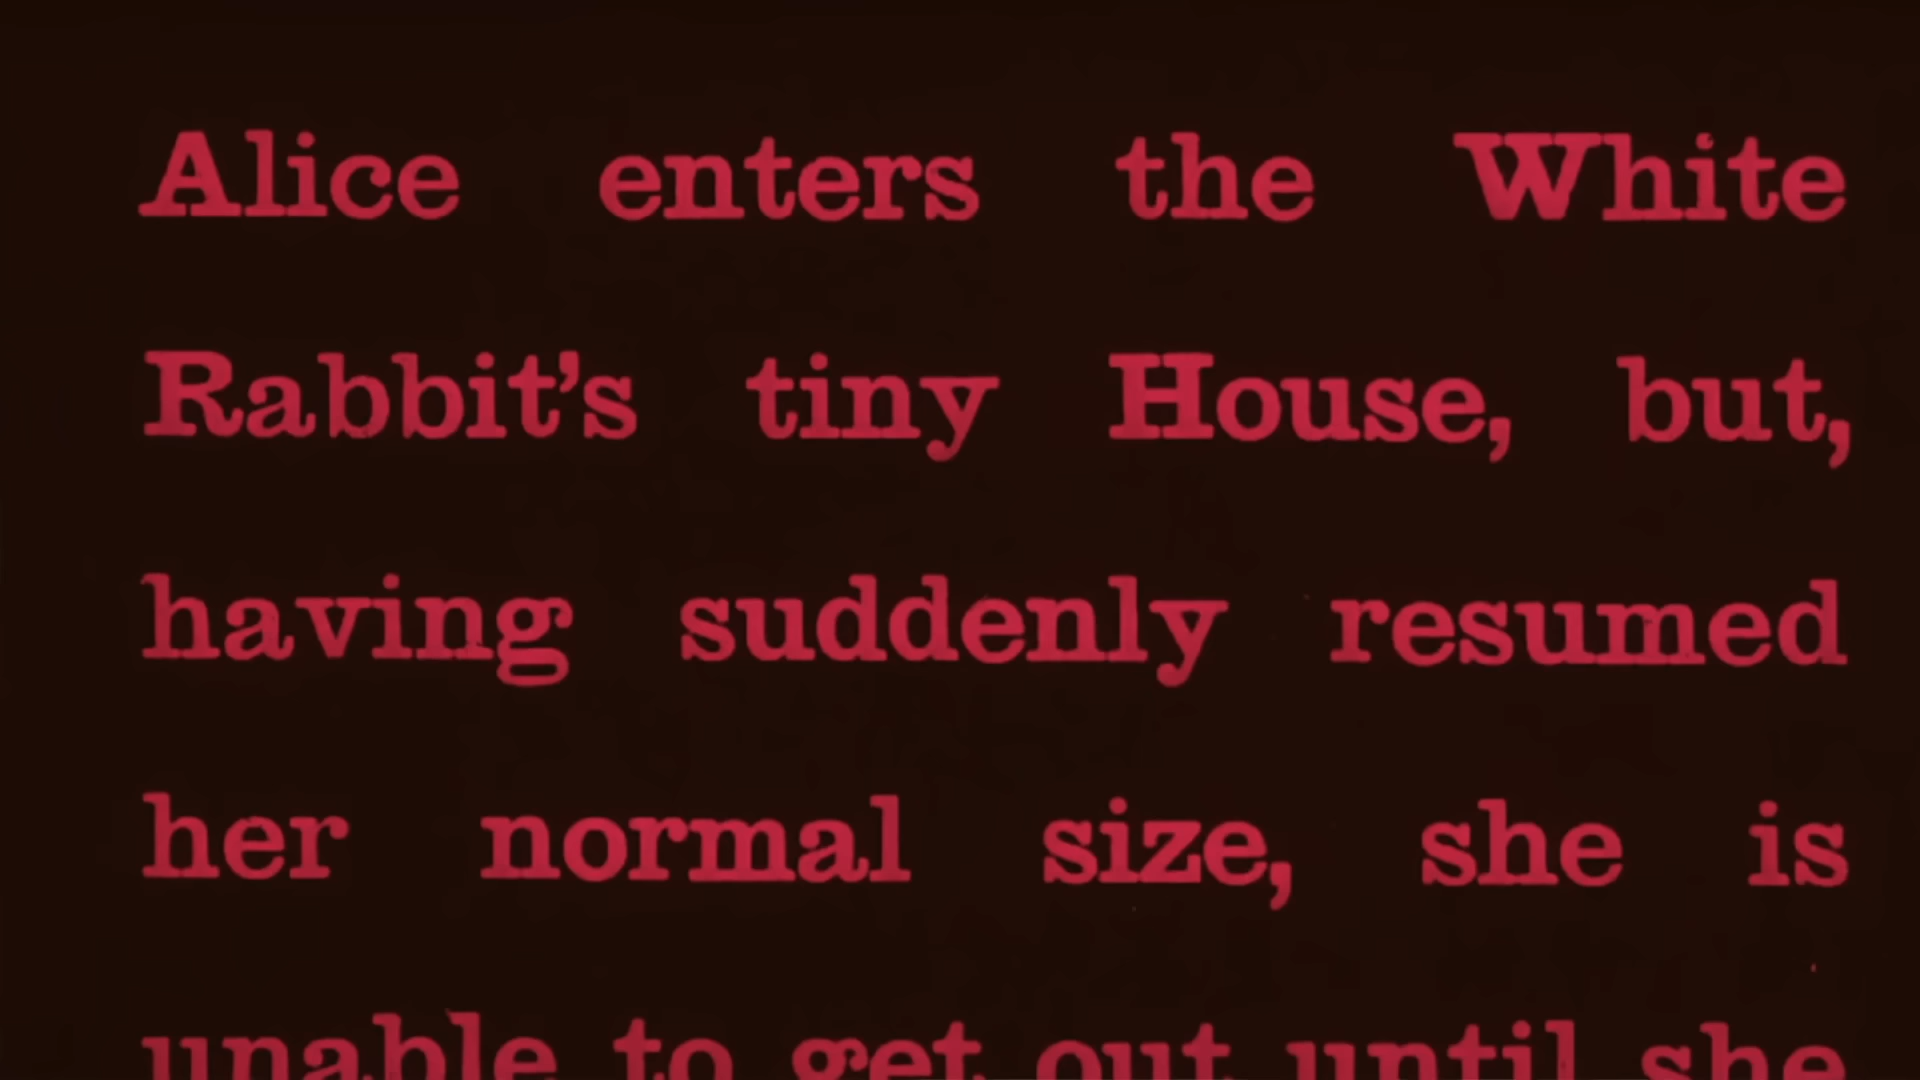 Alice enters the White
Rabbit's tiny House, but,
having suddenly resumed
her normal size, she is
unable to get out until she